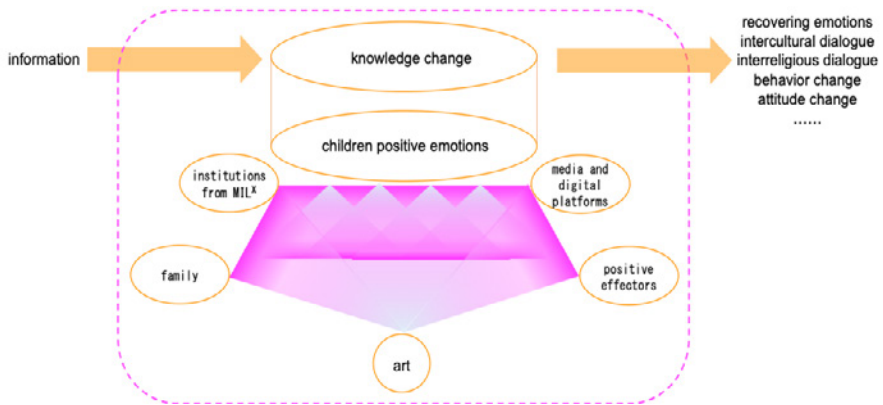 recovering emotions
intercultural dialogue
interreligious dialogue
behavior change
attitude change
......
information
knowledge change
children positive emotions
institutions
from MILˣ
media and
digital
platforms
family
positive
effectors
art